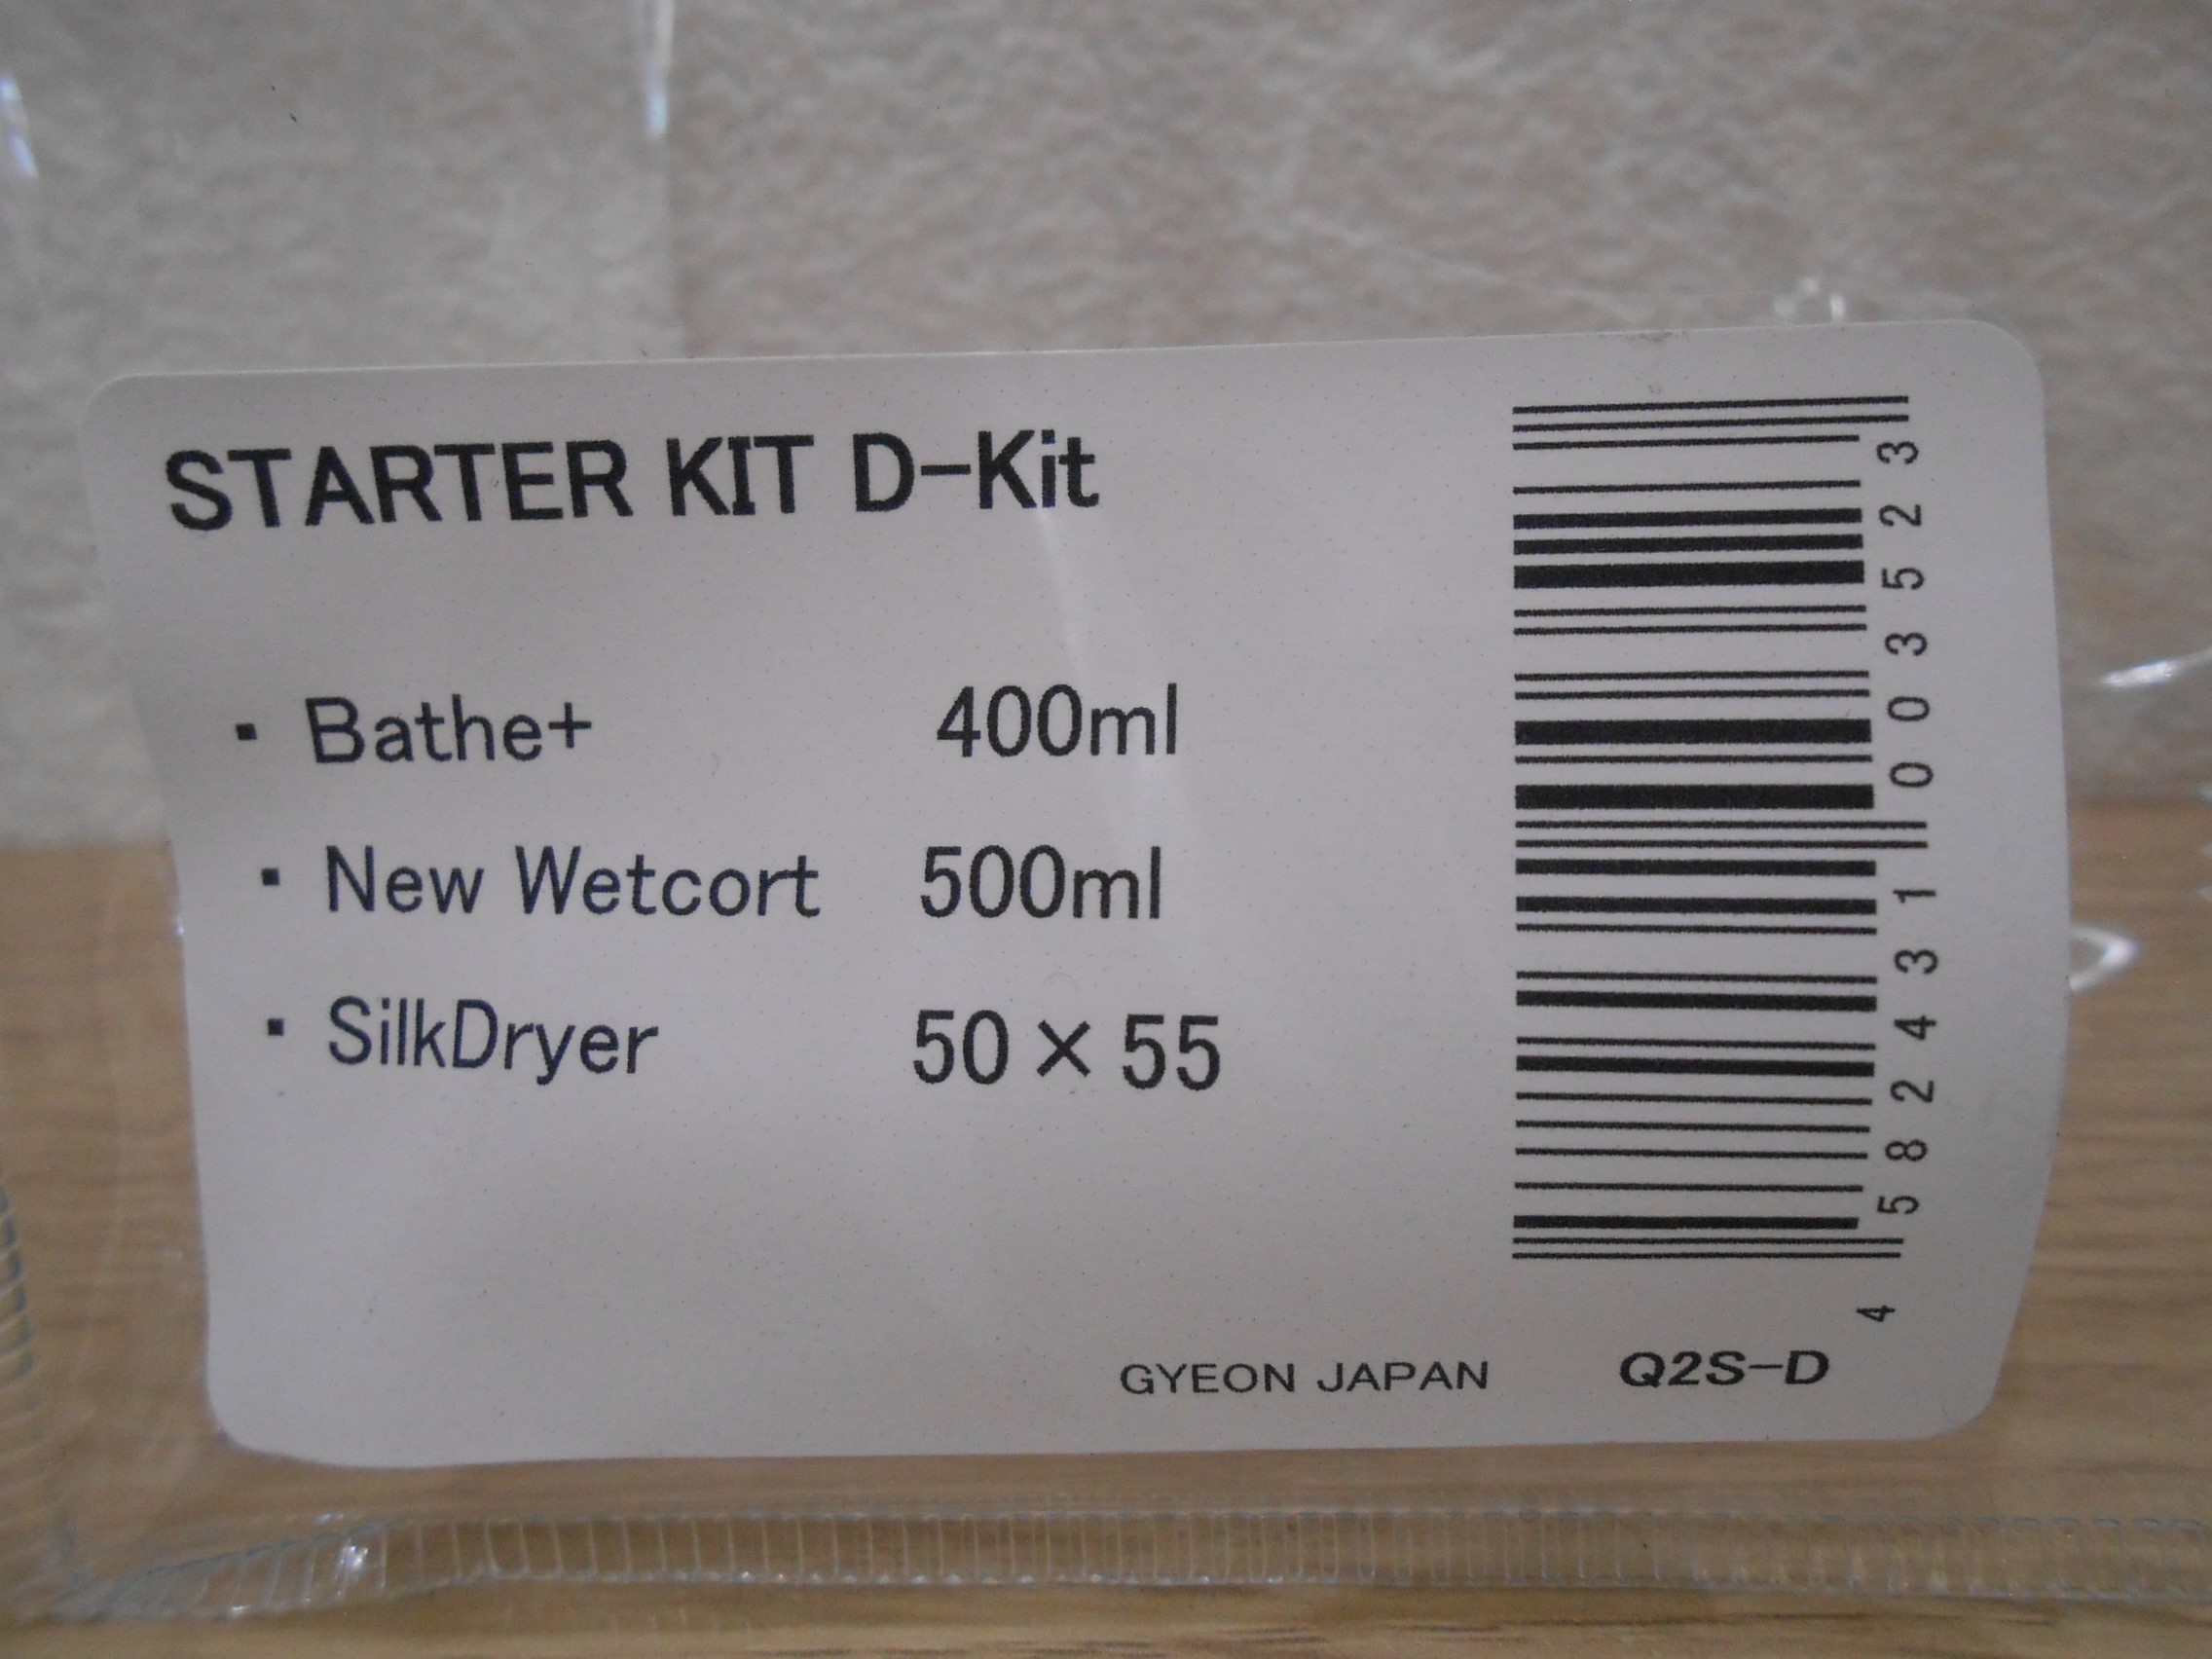 STARTER KIT D-Kit
・Bathe+ 400ml
・New Wetcort 500ml
・SilkDryer 50×55
4 582431 003523
GYEON JAPAN Q2S-D